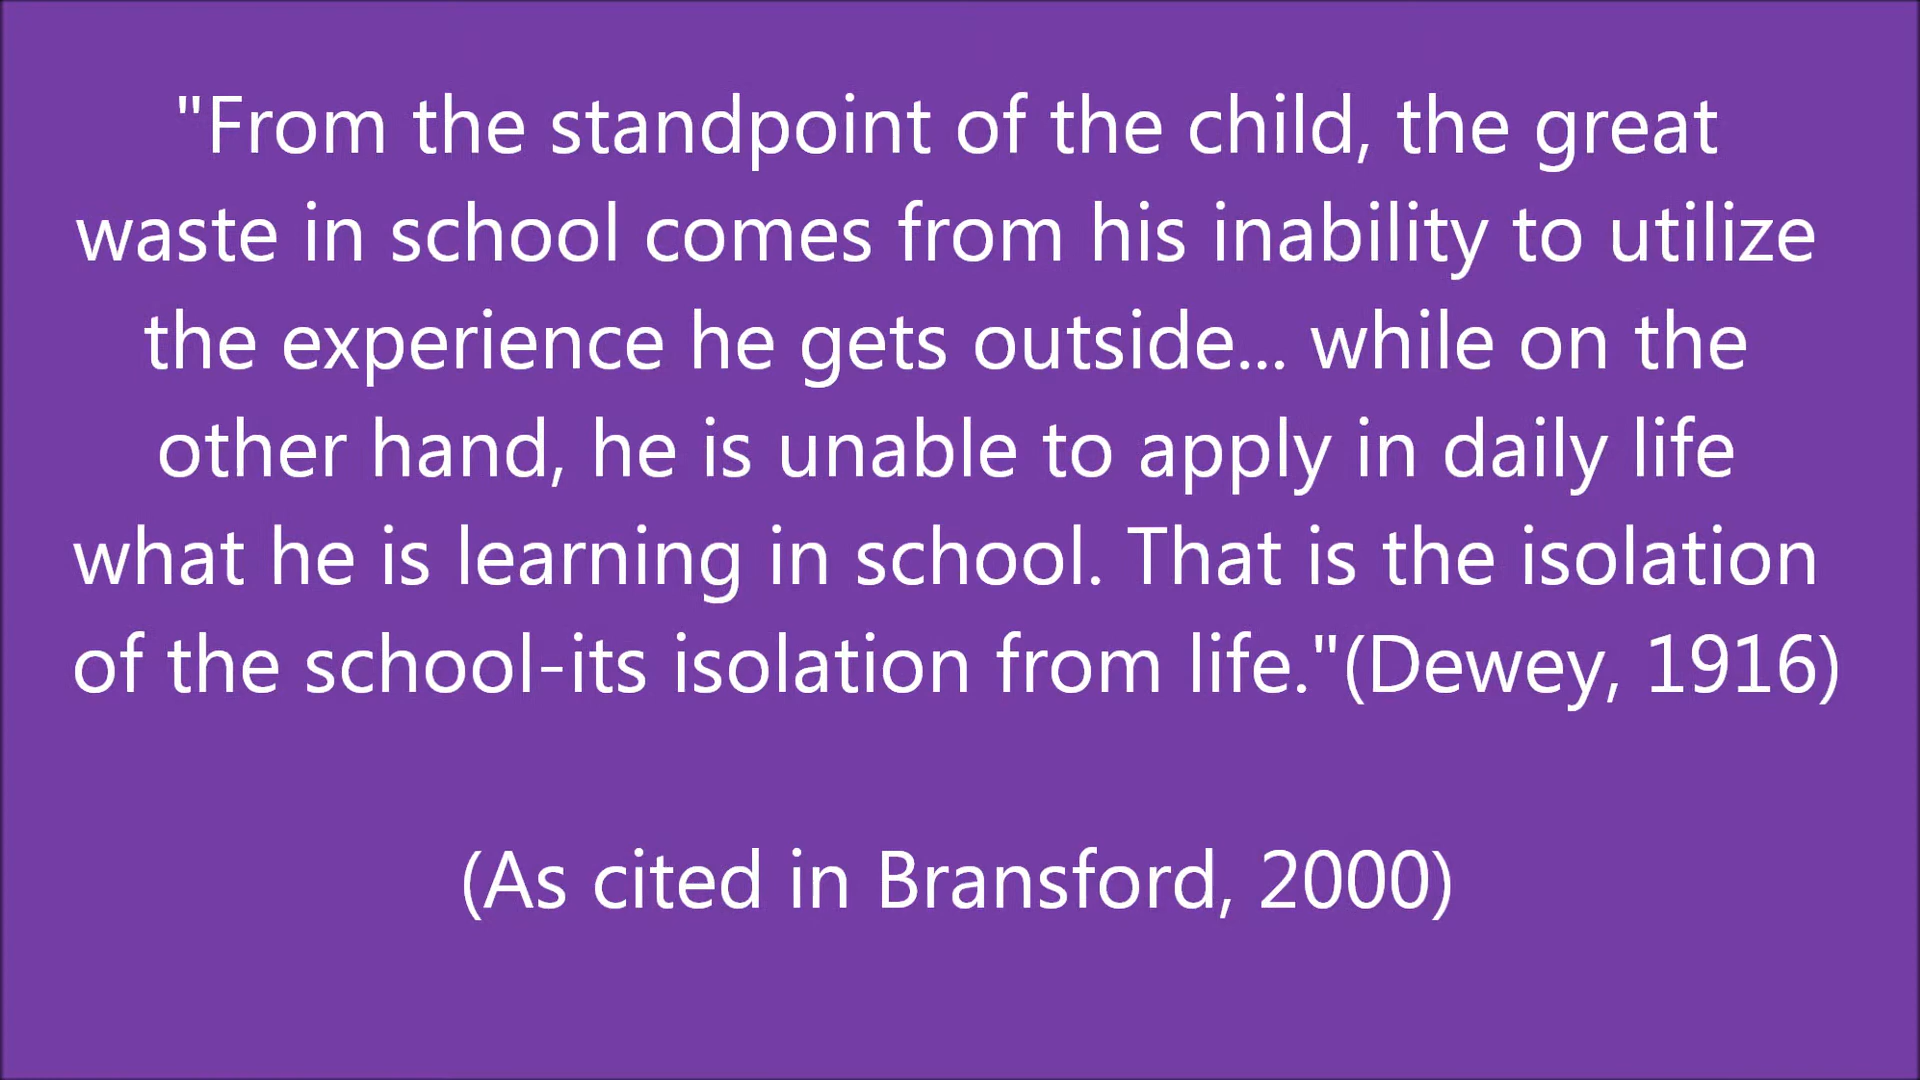 "From the standpoint of the child, the great
waste in school comes from his inability to utilize
the experience he gets outside... while on the
other hand, he is unable to apply in daily life
what he is learning in school. That is the isolation
of the school-its isolation from life."(Dewey, 1916)
(As cited in Bransford, 2000)